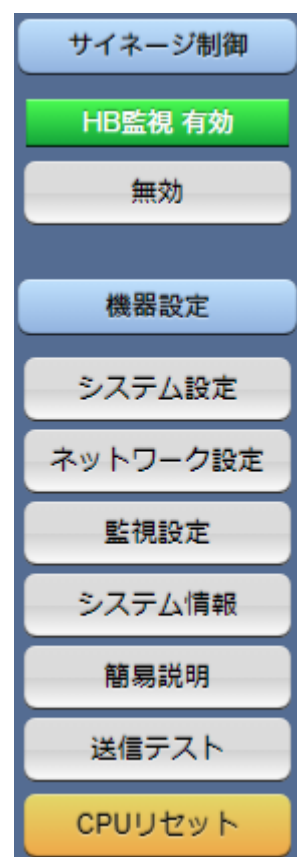 サイネージ制御
HB監視 有効
無効
機器設定
システム設定
ネットワーク設定
監視設定
システム情報
簡易説明
送信テスト
CPUリセット